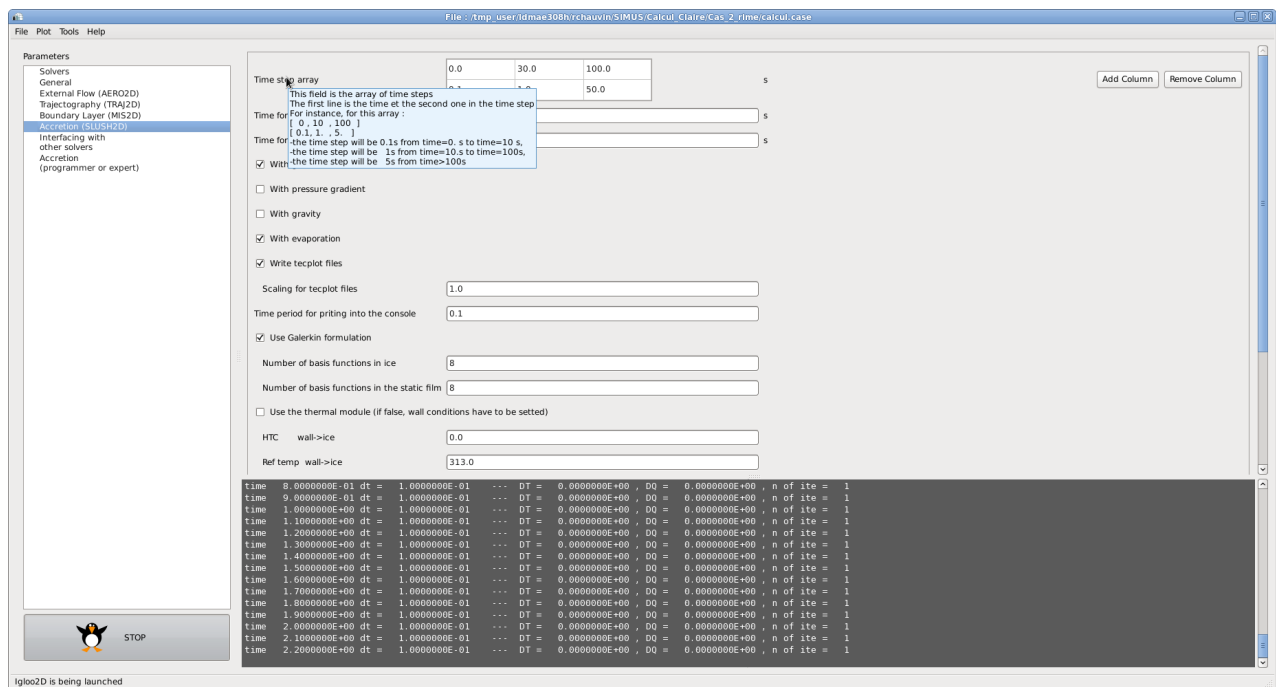 File : /tmp_user/ldmae308h/rchauvin/SIMUS/Calcul_Claire/Cas_2_rime/calcul.case
File Plot Tools Help
Parameters
Solvers
General
External Flow (AERO2D)
Trajectography (TRAJ2D)
Boundary Layer (MIS2D)
Accretion (SLUSH2D)
Interfacing with
other solvers
Accretion
(programmer or expert)
STOP
Time step array
0.0 30.0 100.0
50.0
s
Add Column
Remove Column
This field is the array of time steps
The first line is the time et the second one in the time step
For instance, for this array :
[ 0 , 10 , 100 ]
[ 0.1, 1. , 5. ]
-the time step will be 0.1s from time=0. s to time=10 s,
-the time step will be 1s from time=10.s to time=100s,
-the time step will be 5s from time>100s
Time for
s
Time for
s
With
With pressure gradient
With gravity
With evaporation
Write tecplot files
Scaling for tecplot files 1.0
Time period for priting into the console 0.1
Use Galerkin formulation
Number of basis functions in ice 8
Number of basis functions in the static film 8
Use the thermal module (if false, wall conditions have to be setted)
HTC wall->ice 0.0
Ref temp wall->ice 313.0
time 8.0000000E-01 dt = 1.0000000E-01 --- DT = 0.0000000E+00 , DQ = 0.0000000E+00 , n of ite = 1
time 9.0000000E-01 dt = 1.0000000E-01 --- DT = 0.0000000E+00 , DQ = 0.0000000E+00 , n of ite = 1
time 1.0000000E+00 dt = 1.0000000E-01 --- DT = 0.0000000E+00 , DQ = 0.0000000E+00 , n of ite = 1
time 1.1000000E+00 dt = 1.0000000E-01 --- DT = 0.0000000E+00 , DQ = 0.0000000E+00 , n of ite = 1
time 1.2000000E+00 dt = 1.0000000E-01 --- DT = 0.0000000E+00 , DQ = 0.0000000E+00 , n of ite = 1
time 1.3000000E+00 dt = 1.0000000E-01 --- DT = 0.0000000E+00 , DQ = 0.0000000E+00 , n of ite = 1
time 1.4000000E+00 dt = 1.0000000E-01 --- DT = 0.0000000E+00 , DQ = 0.0000000E+00 , n of ite = 1
time 1.5000000E+00 dt = 1.0000000E-01 --- DT = 0.0000000E+00 , DQ = 0.0000000E+00 , n of ite = 1
time 1.6000000E+00 dt = 1.0000000E-01 --- DT = 0.0000000E+00 , DQ = 0.0000000E+00 , n of ite = 1
time 1.7000000E+00 dt = 1.0000000E-01 --- DT = 0.0000000E+00 , DQ = 0.0000000E+00 , n of ite = 1
time 1.8000000E+00 dt = 1.0000000E-01 --- DT = 0.0000000E+00 , DQ = 0.0000000E+00 , n of ite = 1
time 1.9000000E+00 dt = 1.0000000E-01 --- DT = 0.0000000E+00 , DQ = 0.0000000E+00 , n of ite = 1
time 2.0000000E+00 dt = 1.0000000E-01 --- DT = 0.0000000E+00 , DQ = 0.0000000E+00 , n of ite = 1
time 2.1000000E+00 dt = 1.0000000E-01 --- DT = 0.0000000E+00 , DQ = 0.0000000E+00 , n of ite = 1
time 2.2000000E+00 dt = 1.0000000E-01 --- DT = 0.0000000E+00 , DQ = 0.0000000E+00 , n of ite = 1
Igloo2D is being launched